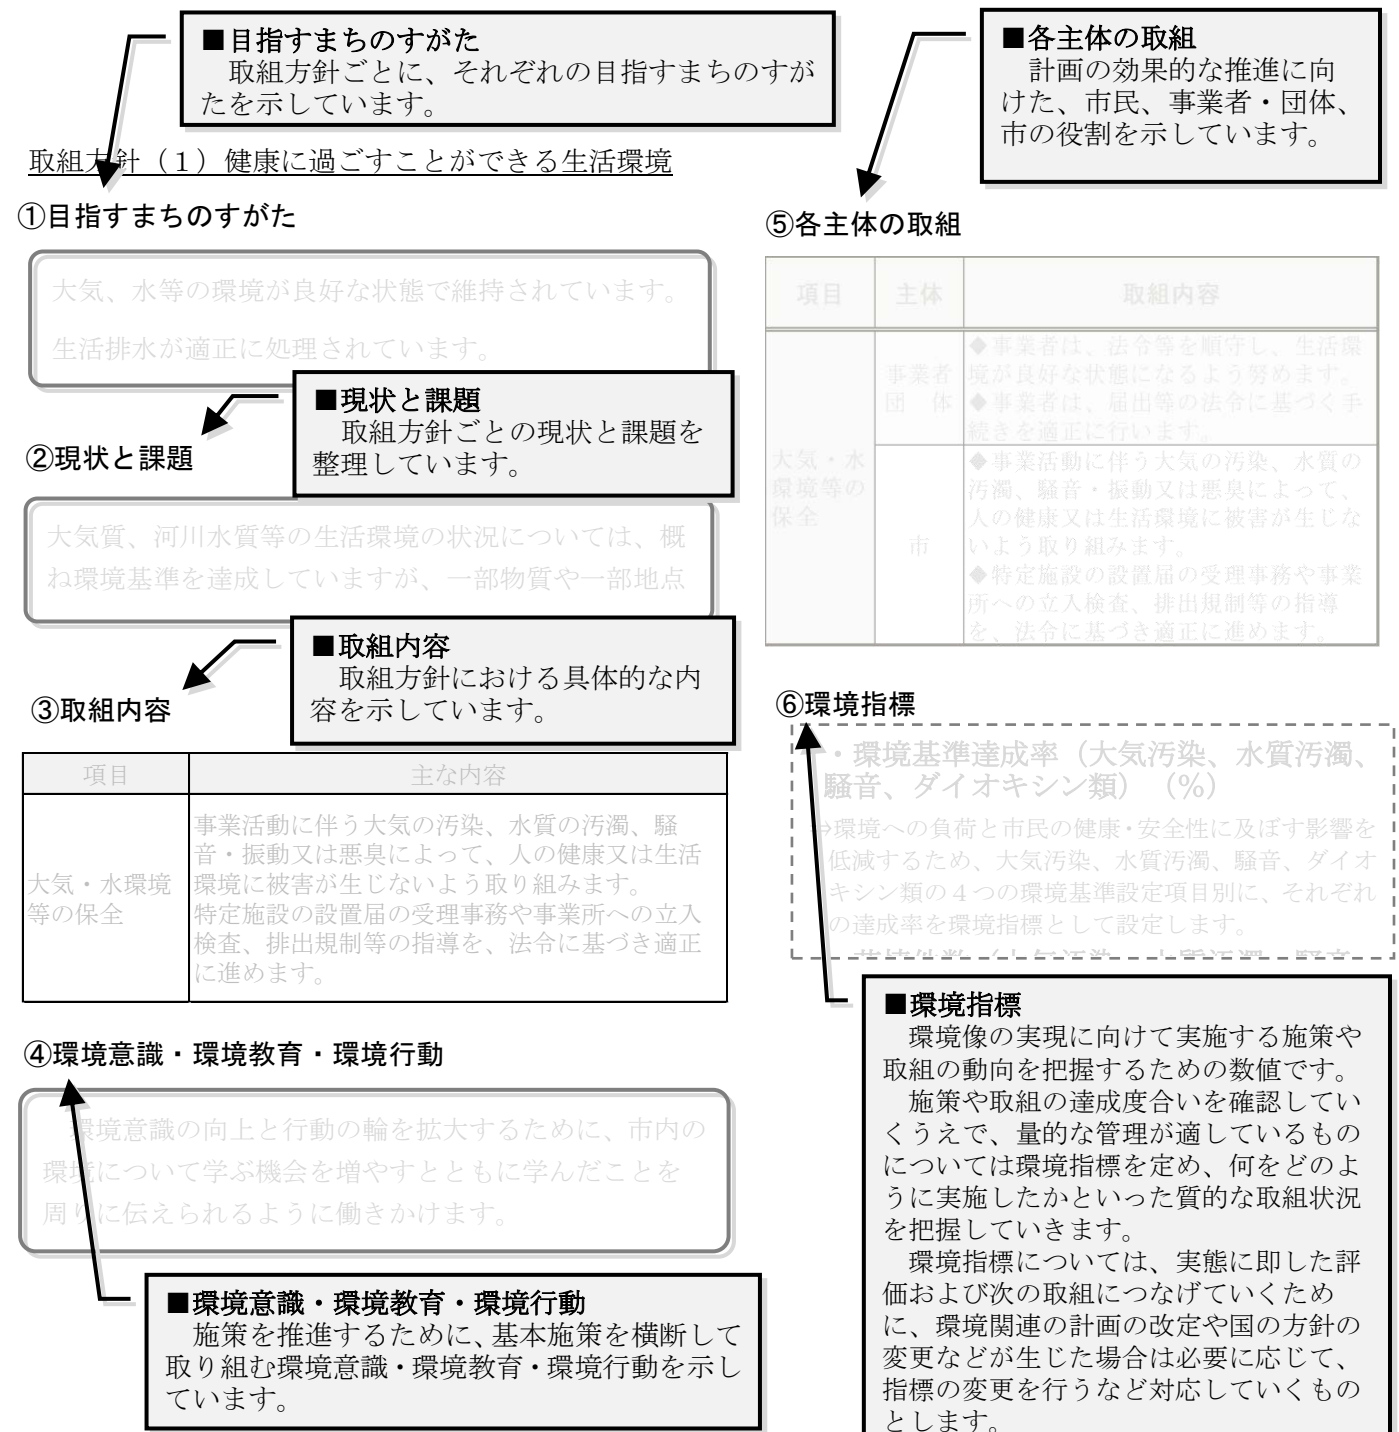 ■目指すまちのすがた
取組方針ごとに、それぞれの目指すまちのすが
たを示しています。
取組方針（１）健康に過ごすことができる生活環境
①目指すまちのすがた
大気、水等の環境が良好な状態で維持されています。
生活排水が適正に処理されています。
■現状と課題
取組方針ごとの現状と課題を
整理しています。
②現状と課題
大気質、河川水質等の生活環境の状況については、概
ね環境基準を達成していますが、一部物質や一部地点
■取組内容
取組方針における具体的な内
容を示しています。
③取組内容
項目 主な内容
大気・水環境
等の保全
事業活動に伴う大気の汚染、水質の汚濁、騒
音・振動又は悪臭によって、人の健康又は生活
環境に被害が生じないよう取り組みます。
特定施設の設置届の受理事務や事業所への立入
検査、排出規制等の指導を、法令に基づき適正
に進めます。
④環境意識・環境教育・環境行動
環境意識の向上と行動の輪を拡大するために、市内の
環境について学ぶ機会を増やすとともに学んだことを
周りに伝えられるように働きかけます。
■環境意識・環境教育・環境行動
施策を推進するために、基本施策を横断して
取り組む環境意識・環境教育・環境行動を示し
ています。
■各主体の取組
計画の効果的な推進に向
けた、市民、事業者・団体、
市の役割を示しています。
⑤各主体の取組
項目 主体 取組内容
大気・水
環境等の
保全
事業者
団　体
◆事業者は、法令等を順守し、生活環
境が良好な状態になるよう努めます。
◆事業者は、届出等の法令に基づく手
続きを適正に行います。
市
◆事業活動に伴う大気の汚染、水質の
汚濁、騒音・振動又は悪臭によって、
人の健康又は生活環境に被害が生じな
いよう取り組みます。
◆特定施設の設置届の受理事務や事業
所への立入検査、排出規制等の指導
を、法令に基づき適正に進めます。
⑥環境指標
・環境基準達成率（大気汚染、水質汚濁、
騒音、ダイオキシン類）（％）
⇒環境への負荷と市民の健康・安全性に及ぼす影響を
低減するため、大気汚染、水質汚濁、騒音、ダイオ
キシン類の４つの環境基準設定項目別に、それぞれ
の達成率を環境指標として設定します。
■環境指標
環境像の実現に向けて実施する施策や
取組の動向を把握するための数値です。
施策や取組の達成度合いを確認してい
くうえで、量的な管理が適しているもの
については環境指標を定め、何をどのよ
うに実施したかといった質的な取組状況
を把握していきます。
環境指標については、実態に即した評
価および次の取組につなげていくため
に、環境関連の計画の改定や国の方針の
変更などが生じた場合は必要に応じて、
指標の変更を行うなど対応していくもの
とします。